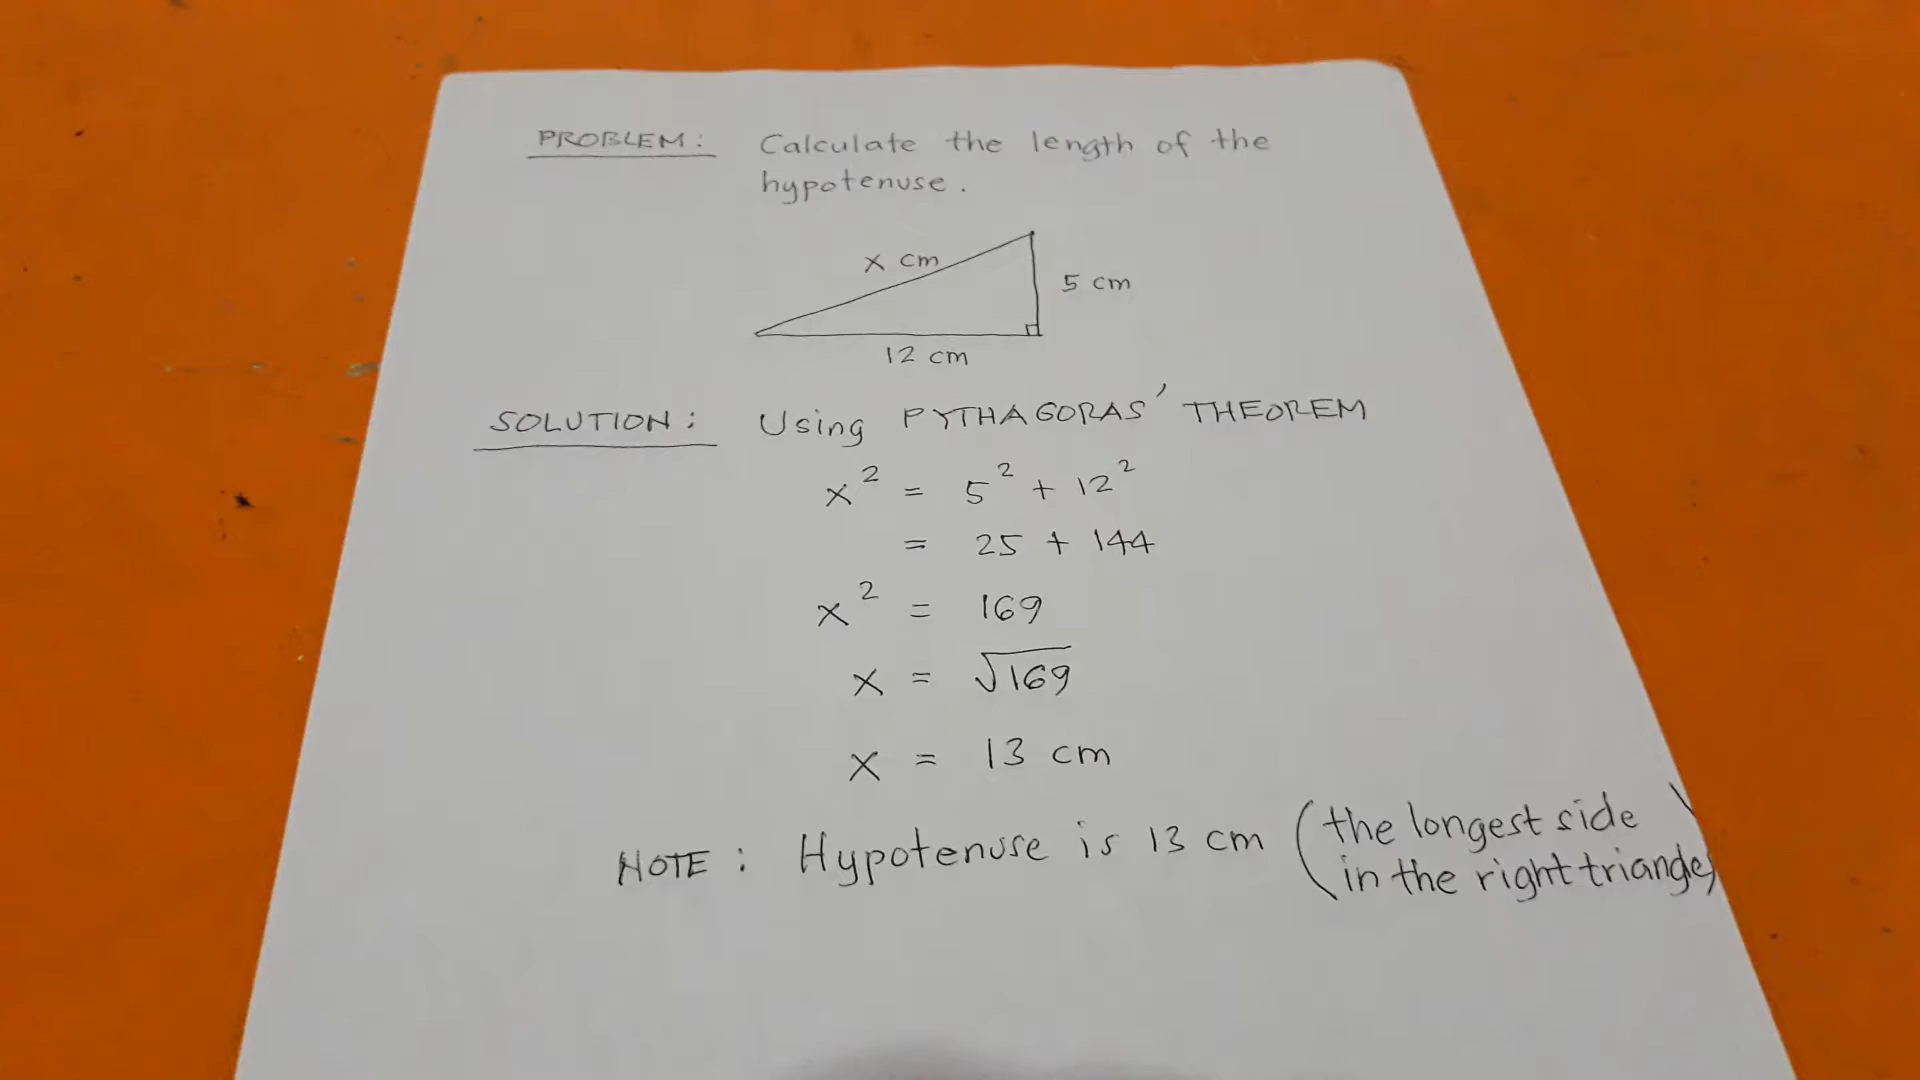 PROBLEM: Calculate the length of the
hypotenuse.
x cm
5 cm
12 cm
SOLUTION: Using PYTHAGORAS' THEOREM
x² = 5² + 12²
= 25 + 144
x² = 169
x = √169
x = 13 cm
NOTE: Hypotenuse is 13 cm (the longest side
in the right triangle)